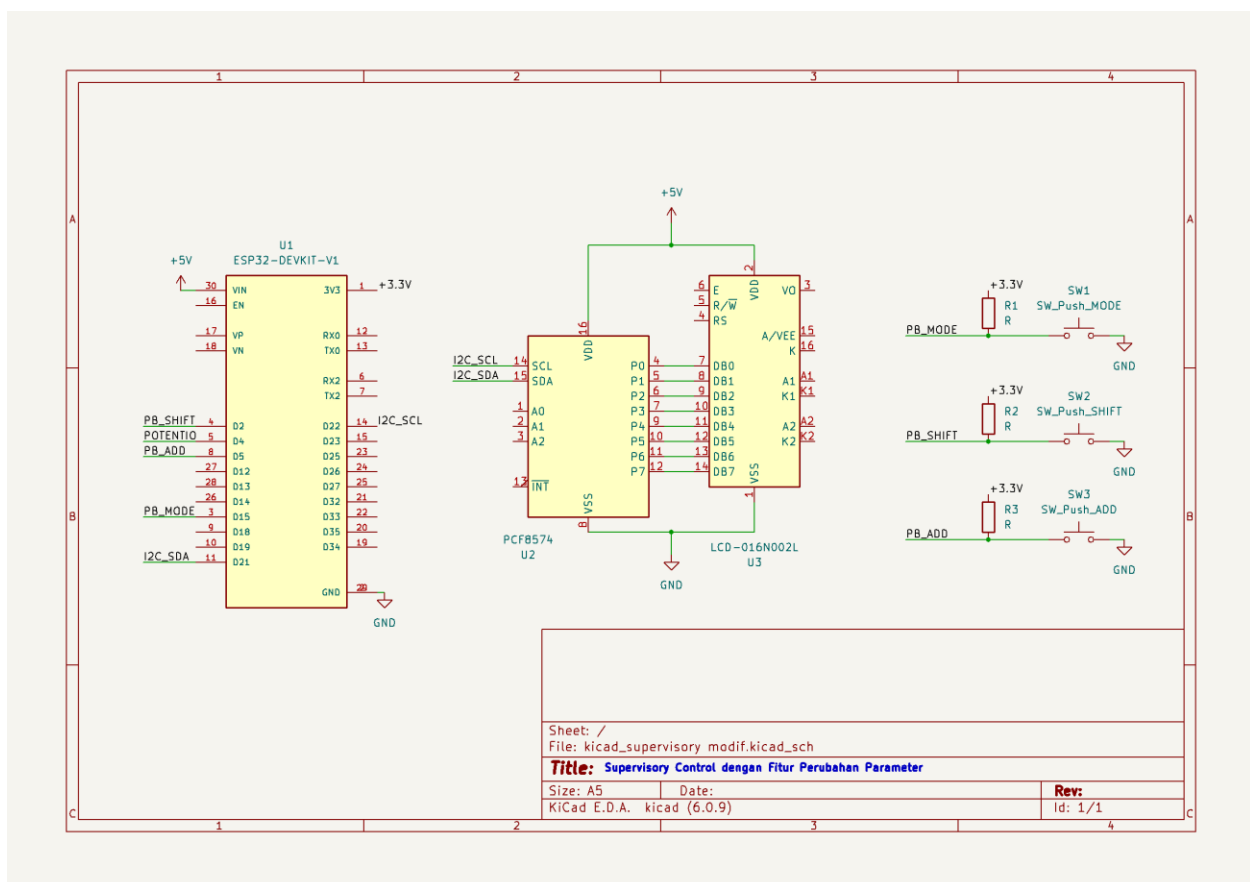 1 2 3 4
A A
B B
C C
1 2 3 4
U1
ESP32-DEVKIT-V1
+5V
30 VIN 3V3 1 +3.3V
16 EN
17 VP RX0 12
18 VN TX0 13
RX2 6
TX2 7
PB_SHIFT 4 D2 D22 14 I2C_SCL
POTENTIO 5 D4 D23 15
PB_ADD 8 D5 D25 23
27 D12 D26 24
28 D13 D27 25
26 D14 D32 21
PB_MODE 3 D15 D33 22
9 D18 D35 20
10 D19 D34 19
I2C_SDA 11 D21
GND
GND
+5V
16
VDD
I2C_SCL 14 SCL P0 4
I2C_SDA 15 SDA P1 5
P2 6
1 A0 P3 7
2 A1 P4 9
3 A2 P5 10
P6 11
P7 12
13 INT
VSS
8
PCF8574
U2
GND
2
VDD
6 E VO 3
5 R/W
4 RS
A/VEE 15
K 16
7 DB0
8 DB1 A1 A1
9 DB2 K1 K1
10 DB3
11 DB4 A2 A2
12 DB5 K2 K2
13 DB6
14 DB7
VSS
1
LCD-016N002L
U3
+3.3V SW1
R1 SW_Push_MODE
R
PB_MODE
GND
+3.3V SW2
R2 SW_Push_SHIFT
R
PB_SHIFT
GND
+3.3V SW3
R3 SW_Push_ADD
R
PB_ADD
GND
Sheet: /
File: kicad_supervisory modif.kicad_sch
Title: Supervisory Control dengan Fitur Perubahan Parameter
Size: A5 Date: Rev:
KiCad E.D.A. kicad (6.0.9) Id: 1/1